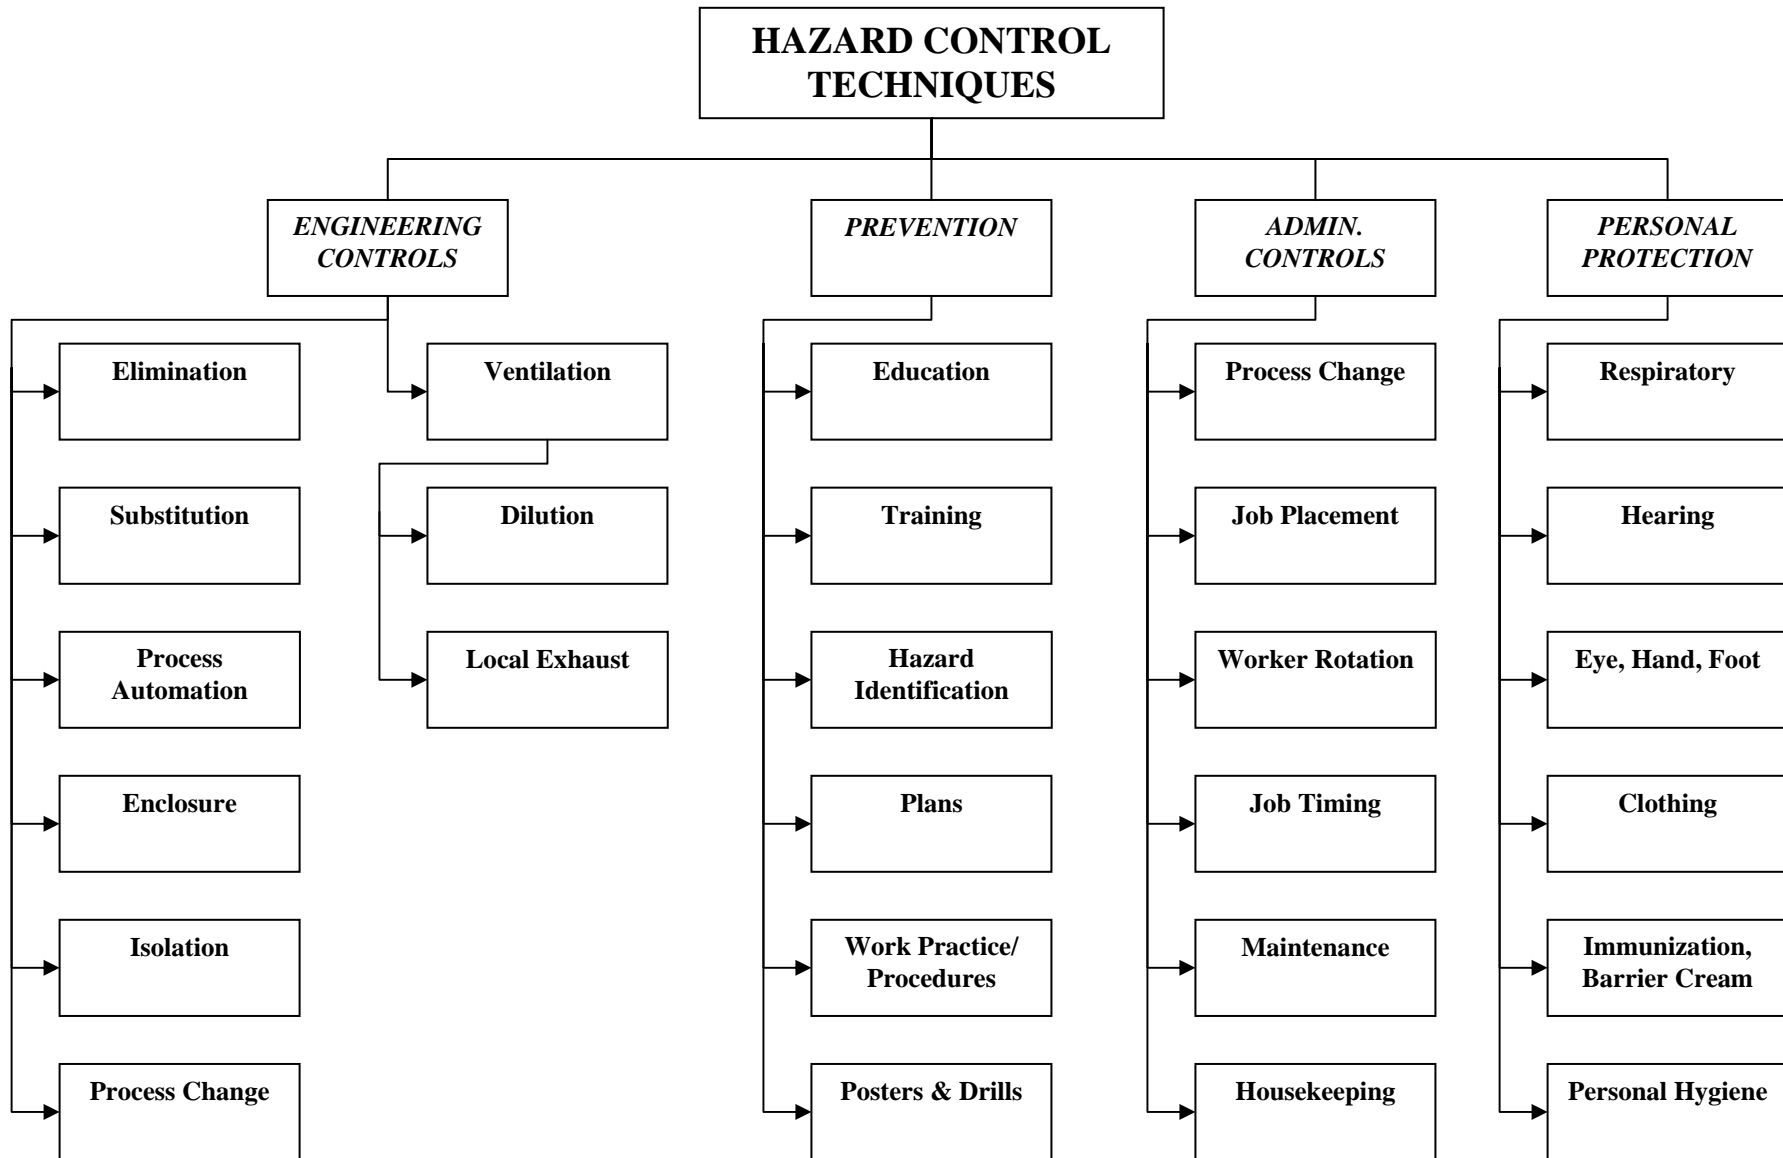 HAZARD CONTROL
TECHNIQUES
ENGINEERING
CONTROLS
PREVENTION
ADMIN.
CONTROLS
PERSONAL
PROTECTION
Elimination
Ventilation
Education
Process Change
Respiratory
Substitution
Dilution
Training
Job Placement
Hearing
Process
Automation
Local Exhaust
Hazard
Identification
Worker Rotation
Eye, Hand, Foot
Enclosure
Plans
Job Timing
Clothing
Isolation
Work Practice/
Procedures
Maintenance
Immunization,
Barrier Cream
Process Change
Posters & Drills
Housekeeping
Personal Hygiene